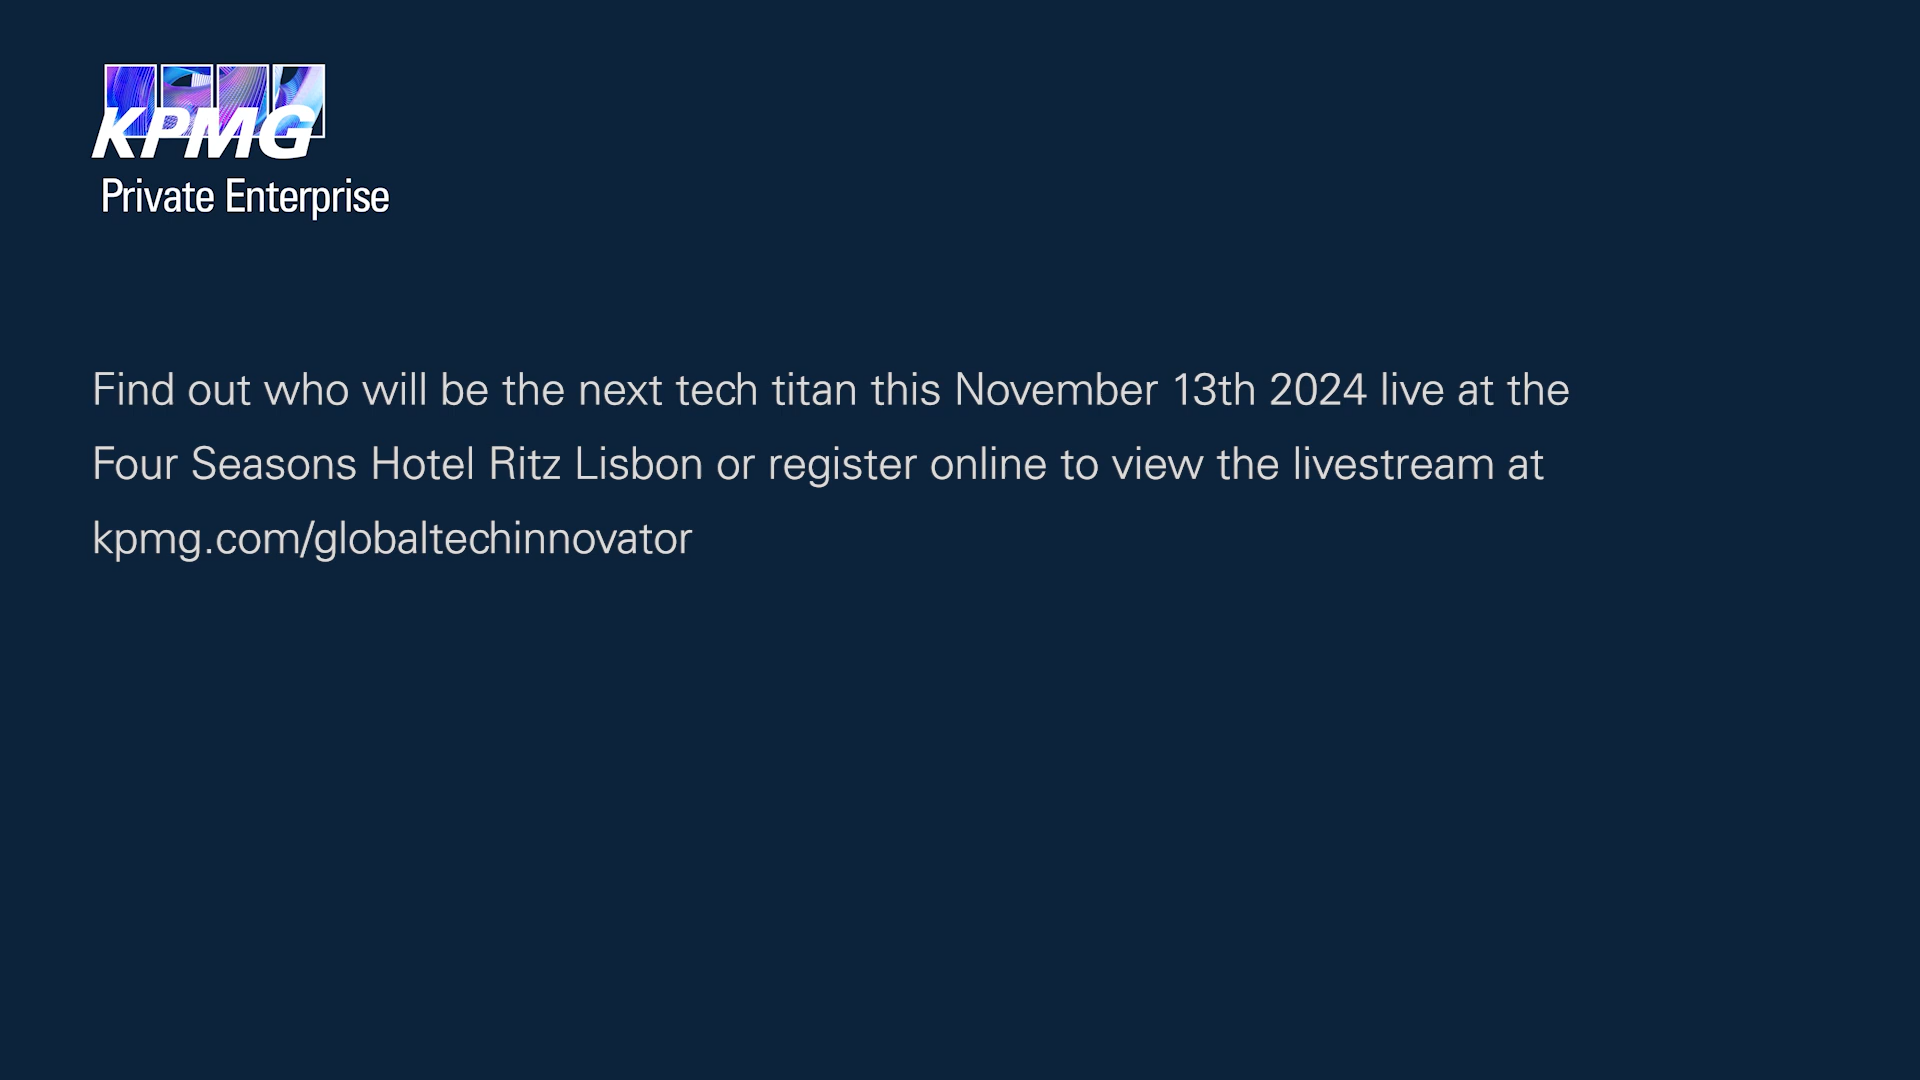 KPMG
Private Enterprise
Find out who will be the next tech titan this November 13th 2024 live at the
Four Seasons Hotel Ritz Lisbon or register online to view the livestream at
kpmg.com/globaltechinnovator